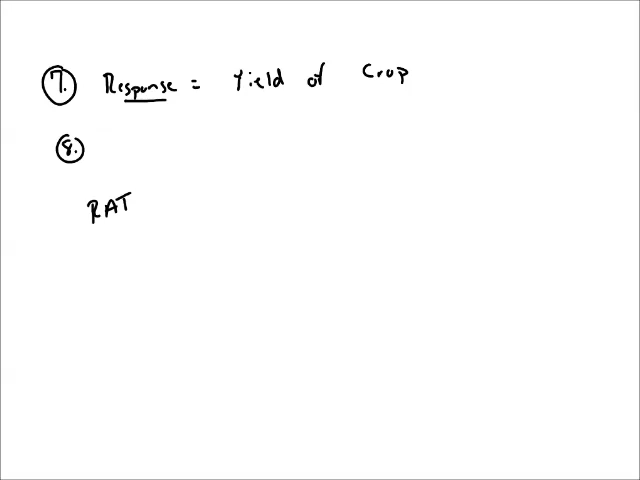 7. Response = Yield of Crop
8.
RAT